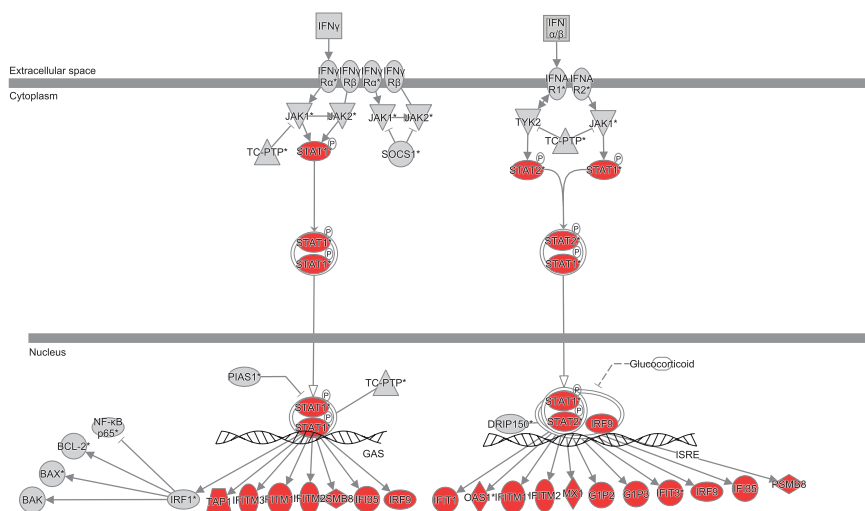 IFNγ
IFN
α/β
Extracellular space
IFNγ
Rα*
IFNγ
Rβ
IFNγ
Rα*
IFNγ
Rβ
IFNA
R1*
IFNA
R2*
Cytoplasm
JAK1*
JAK2*
JAK1*
JAK2*
TYK2
JAK1*
TC-PTP*
STAT1*
P
SOCS1*
TC-PTP*
STAT2*
P
STAT1*
P
STAT1*
P
STAT1*
P
STAT2*
P
STAT1*
P
Nucleus
PIAS1*
TC-PTP*
Glucocorticoid
STAT1*
P
STAT1*
P
STAT1*
P
STAT2*
P
IRF9
DRIP150*
NF-κB
p65*
BCL-2*
GAS
ISRE
BAX*
BAK
IRF1*
TAP1
IFITM3
IFITM1
IFITM2
PSMB8
IFI35
IRF9
IFIT1
OAS1*
IFITM1
IFITM2
MX1
G1P2
G1P3
IFIT3*
IRF9
IFI35
PSMB8